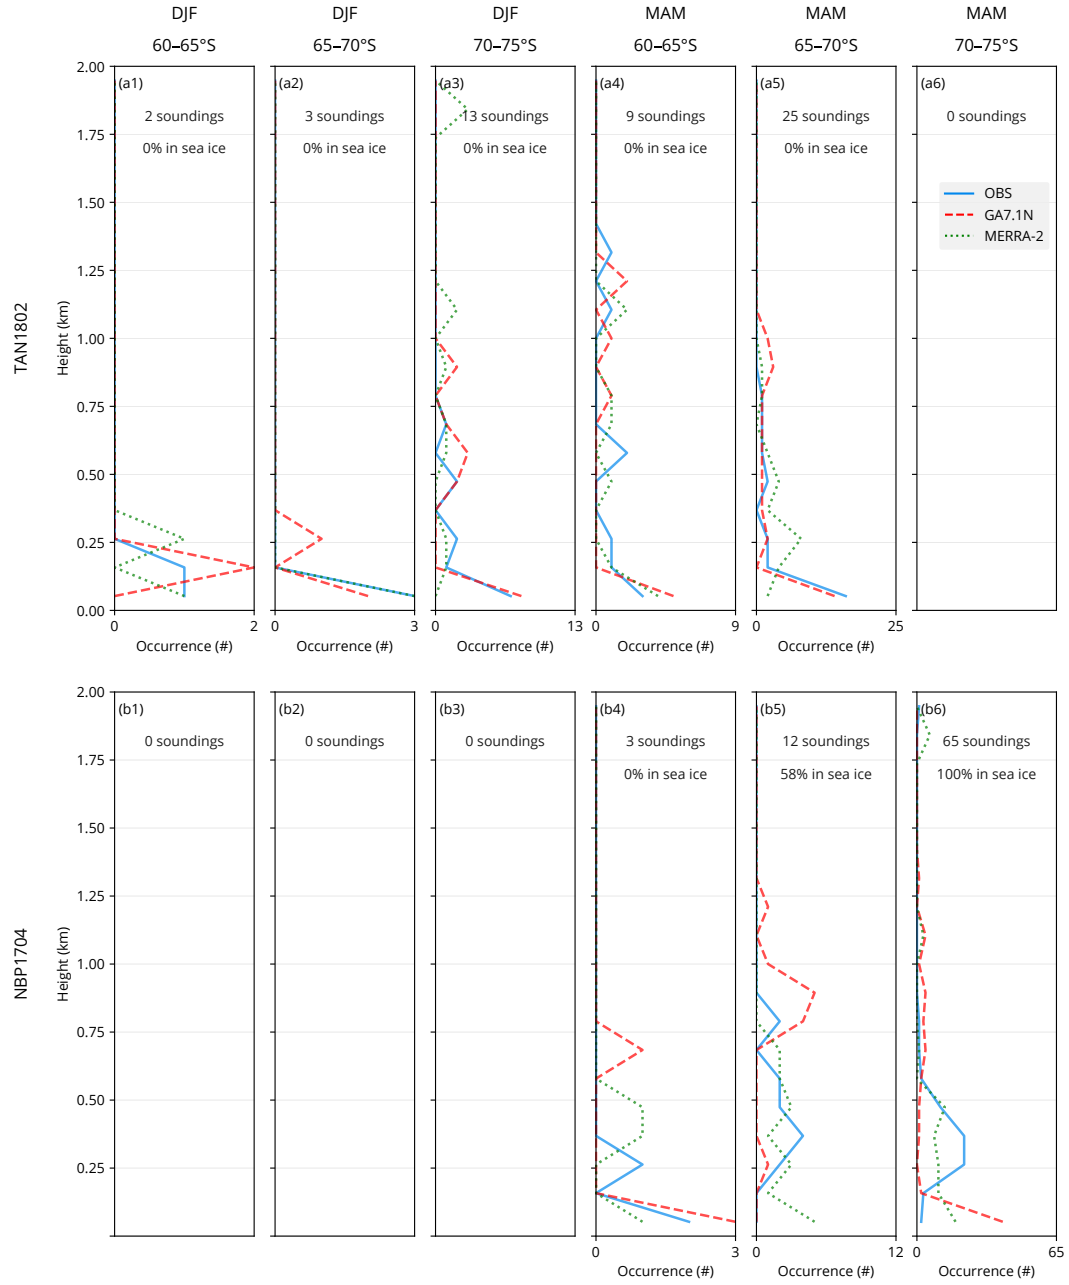 DJF DJF DJF MAM MAM MAM
60–65°S 65–70°S 70–75°S 60–65°S 65–70°S 70–75°S
TAN1802
Height (km)
2.00
1.75
1.50
1.25
1.00
0.75
0.50
0.25
0.00
(a1) (a2) (a3) (a4) (a5) (a6)
2 soundings 3 soundings 13 soundings 9 soundings 25 soundings 0 soundings
0% in sea ice 0% in sea ice 0% in sea ice 0% in sea ice 0% in sea ice
OBS
GA7.1N
MERRA-2
0 2 0 3 0 13 0 9 0 25
Occurrence (#) Occurrence (#) Occurrence (#) Occurrence (#) Occurrence (#)
NBP1704
Height (km)
2.00
1.75
1.50
1.25
1.00
0.75
0.50
0.25
(b1) (b2) (b3) (b4) (b5) (b6)
0 soundings 0 soundings 0 soundings 3 soundings 12 soundings 65 soundings
0% in sea ice 58% in sea ice 100% in sea ice
0 3 0 12 0 65
Occurrence (#) Occurrence (#) Occurrence (#)